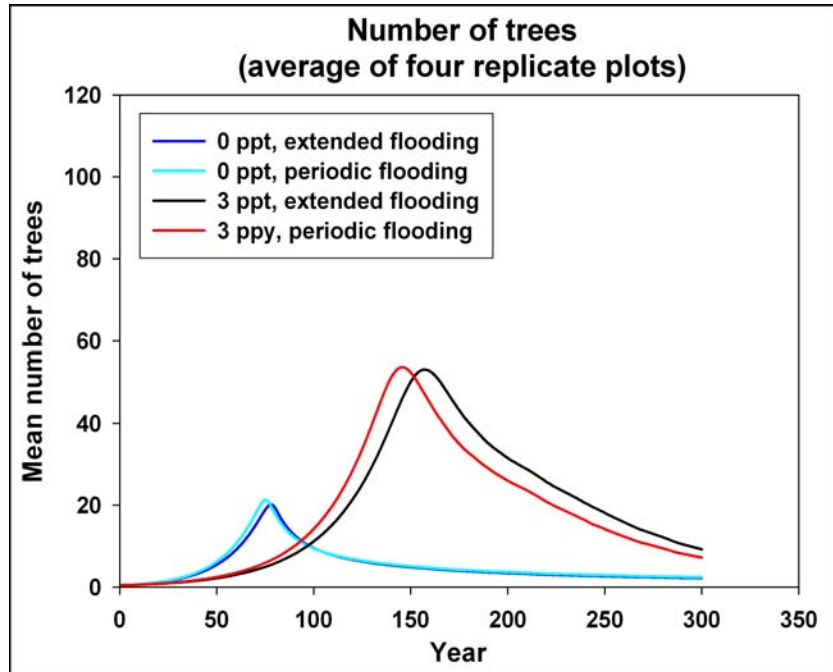 Number of trees
(average of four replicate plots)
120
100
80
60
40
20
0
Mean number of trees
0 ppt, extended flooding
0 ppt, periodic flooding
3 ppt, extended flooding
3 ppy, periodic flooding
0 50 100 150 200 250 300 350
Year